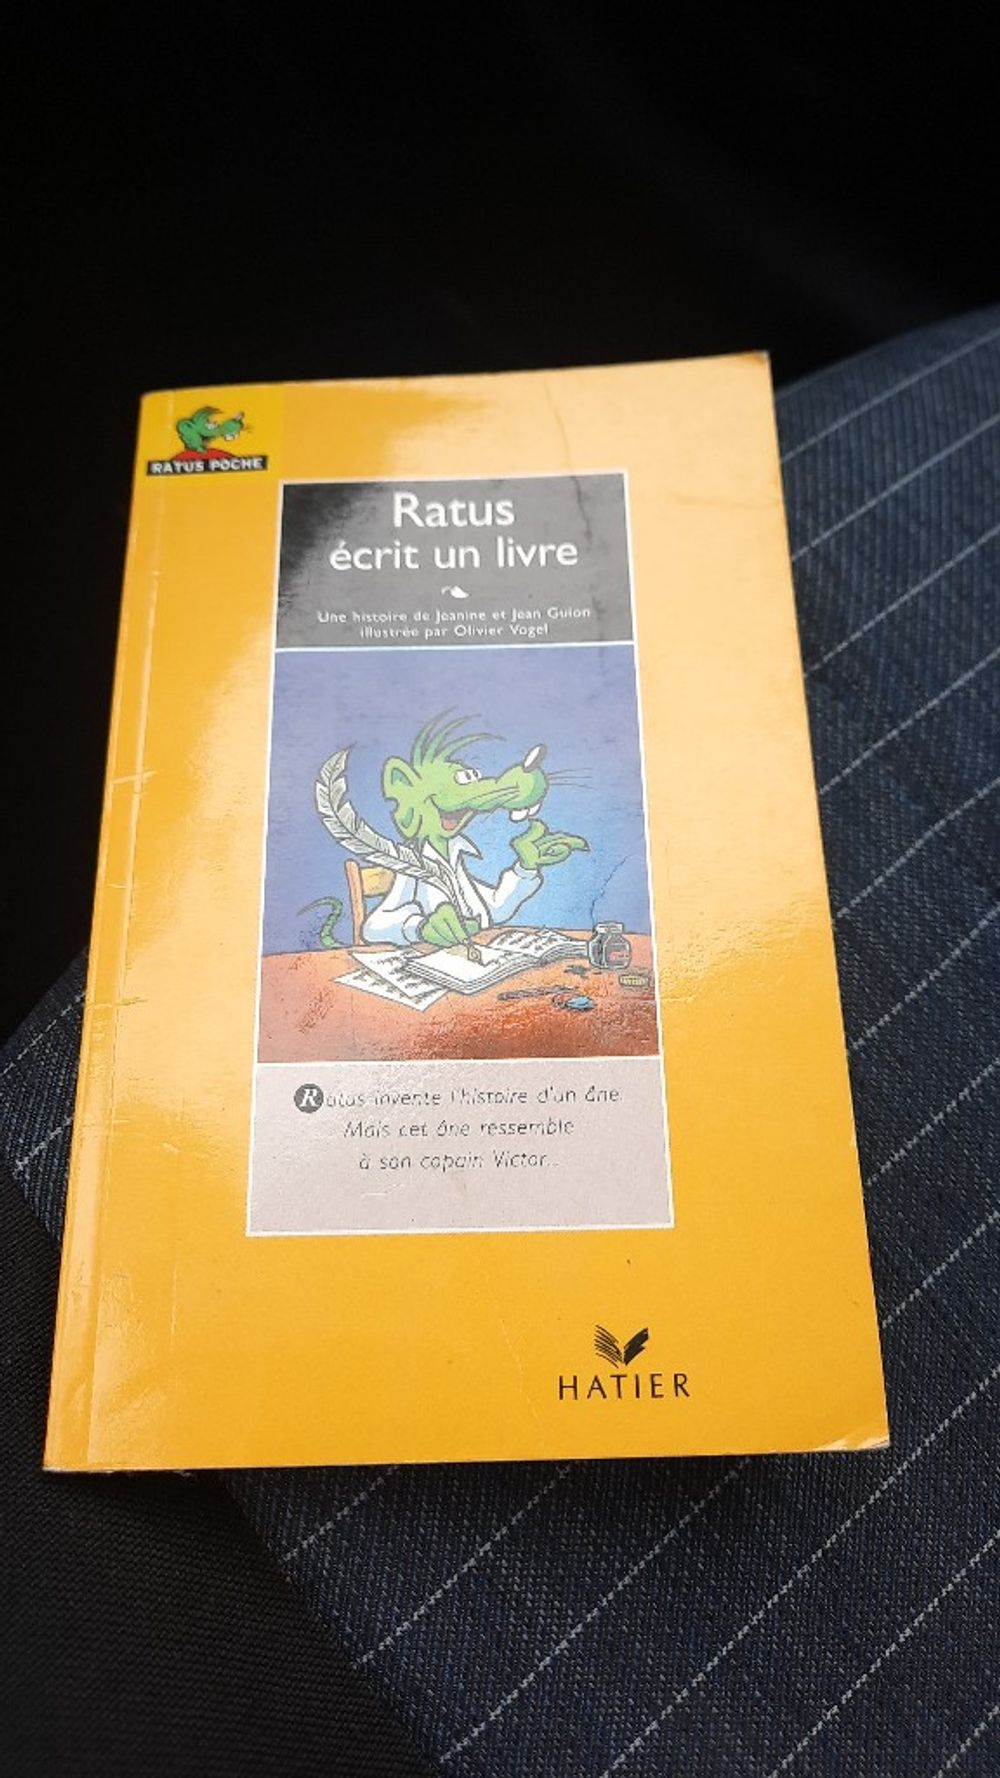 RATUS POCHE
Ratus
écrit un livre
Une histoire de Jeanine et Jean Guion
illustrée par Olivier Vogel
Ratus invente l'histoire d'un âne.
Mais cet âne ressemble
à son copain Victor...
HATIER